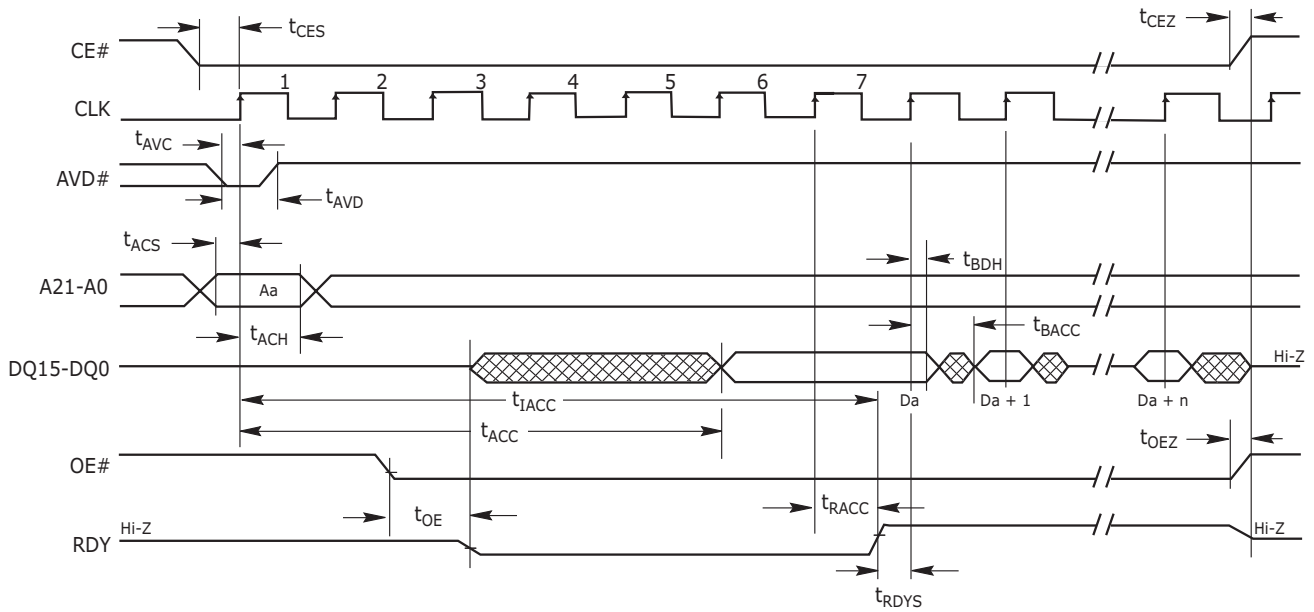 tCES
tCEZ
CE#
1 2 3 4 5 6 7
CLK
tAVC
AVD#
tAVD
tACS
tBDH
A21-A0
Aa
tACH
tBACC
DQ15-DQ0
Hi-Z
tIACC
Da Da + 1 Da + n
tACC
tOEZ
OE#
tRACC
tOE
Hi-Z Hi-Z
RDY
tRDYS